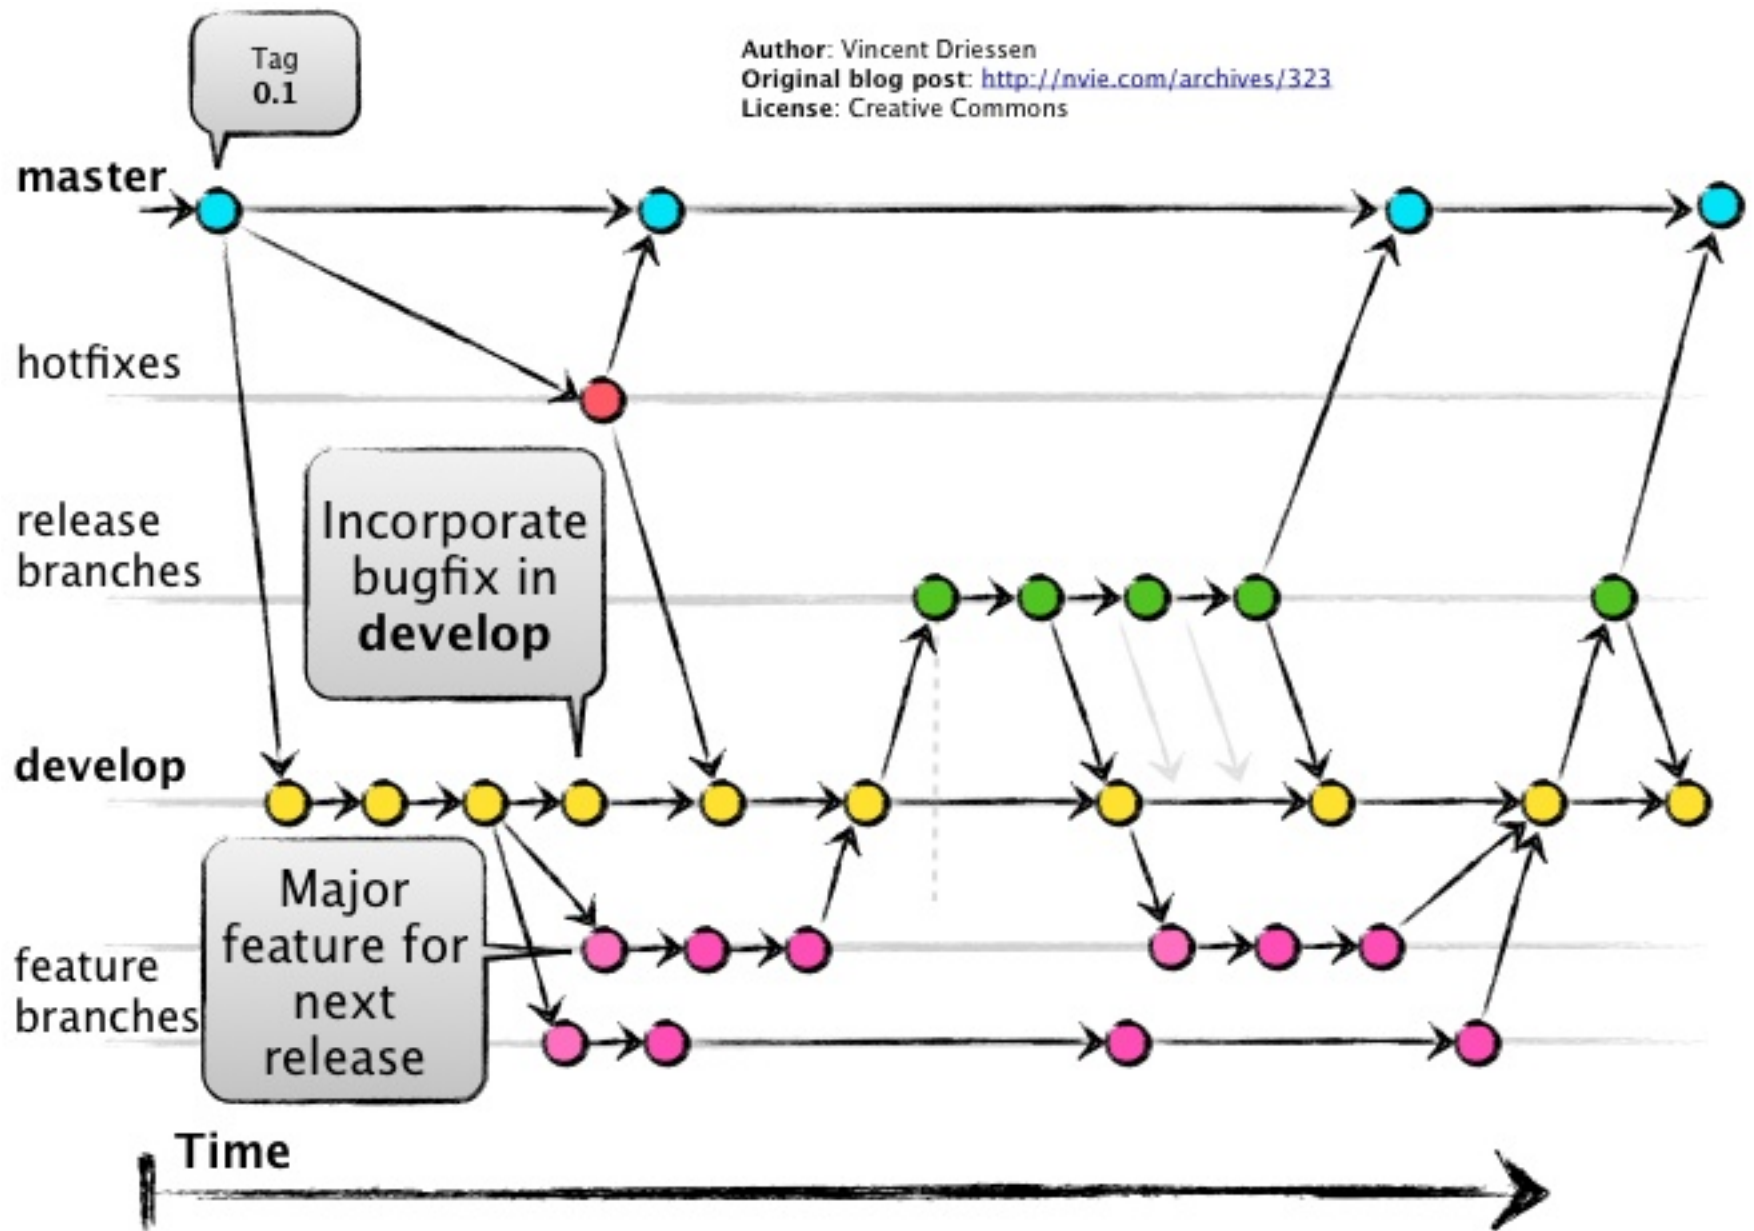 Tag
0.1
Author: Vincent Driessen
Original blog post: http://nvie.com/archives/323
License: Creative Commons
master
hotfixes
release
branches
Incorporate
bugfix in
develop
develop
Major
feature for
next
release
feature
branches
Time